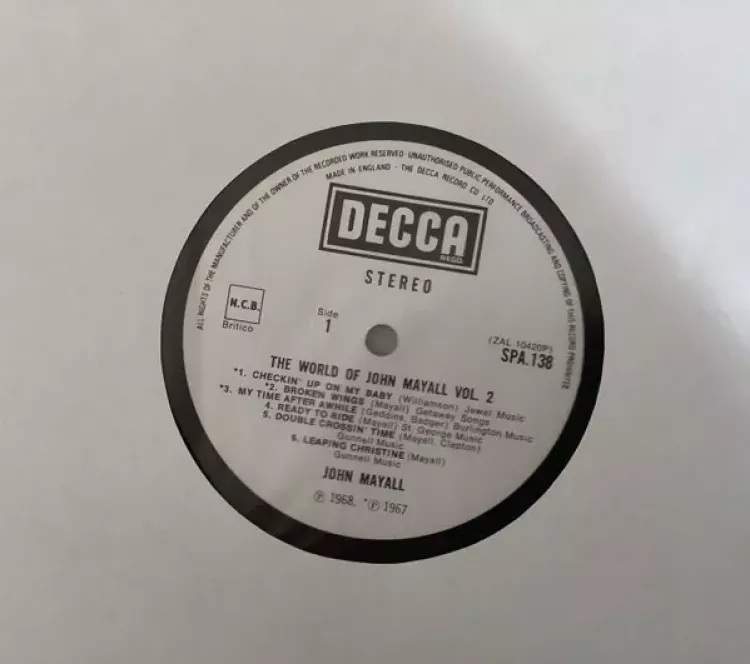 ALL RIGHTS OF THE MANUFACTURER AND OF THE OWNER OF THE RECORDED WORK RESERVED · UNAUTHORISED PUBLIC PERFORMANCE BROADCASTING AND COPYING OF THIS RECORD PROHIBITED
MADE IN ENGLAND · THE DECCA RECORD CO LTD
DECCA
REGD.
STEREO
N.C.B.
Britico
Side
1
(ZAL 10420P)
SPA.138
THE WORLD OF JOHN MAYALL VOL. 2
*1. CHECKIN' UP ON MY BABY (Williamson) Jewel Music
*2. BROKEN WINGS (Mayall) Getaway Songs
*3. MY TIME AFTER AWHILE (Geddins, Badger) Burlington Music
4. READY TO RIDE (Mayall) St. George Music
5. DOUBLE CROSSIN' TIME (Mayall, Clapton)
Gunnell Music
6. LEAPING CHRISTINE (Mayall)
Gunnell Music
JOHN MAYALL
℗ 1968. *℗ 1967